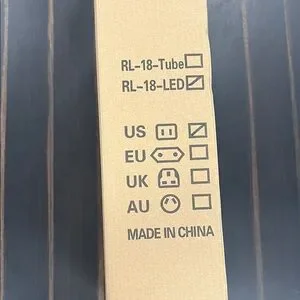 RL-18-Tube
RL-18-LED
US
EU
UK
AU
MADE IN CHINA